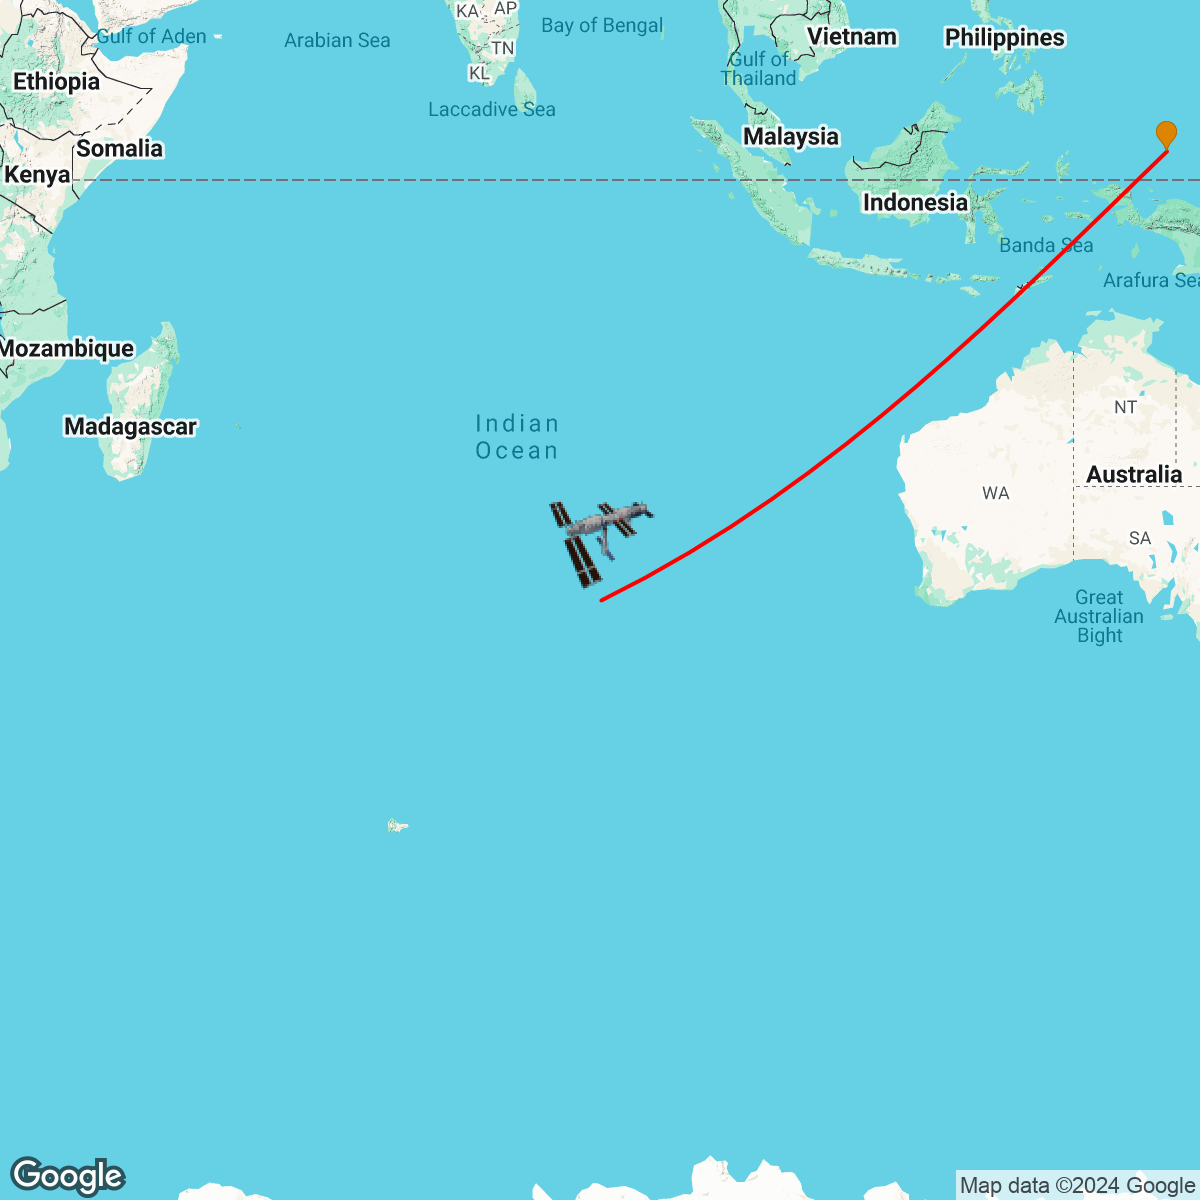 KA
AP
Gulf of Aden
Arabian Sea
Bay of Bengal
Vietnam
Philippines
TN
Gulf of
Thailand
KL
Ethiopia
Laccadive Sea
Malaysia
Somalia
Kenya
Indonesia
Banda Sea
Arafura Sea
Mozambique
NT
Madagascar
Indian
Ocean
Australia
WA
SA
Great
Australian
Bight
Google
Map data ©2024 Google